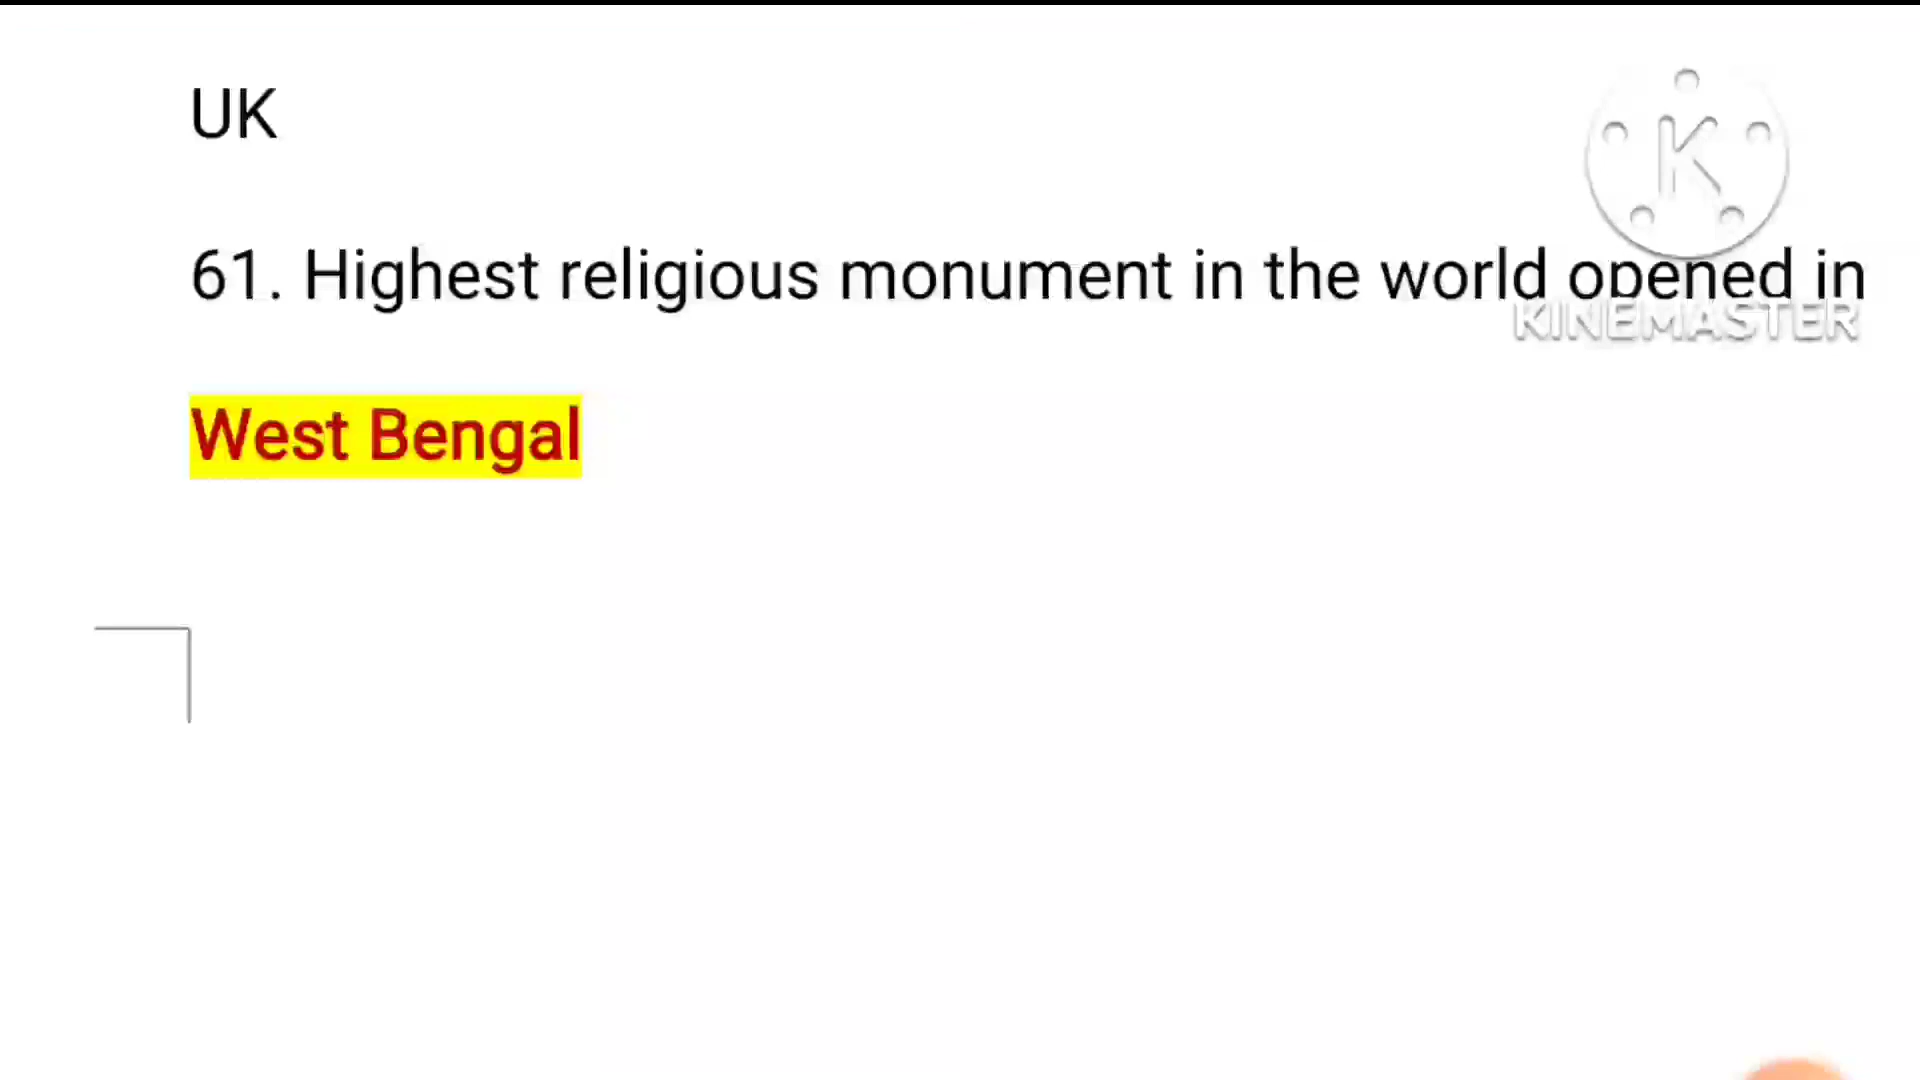 UK
61. Highest religious monument in the world opened in
KINEMASTER
West Bengal